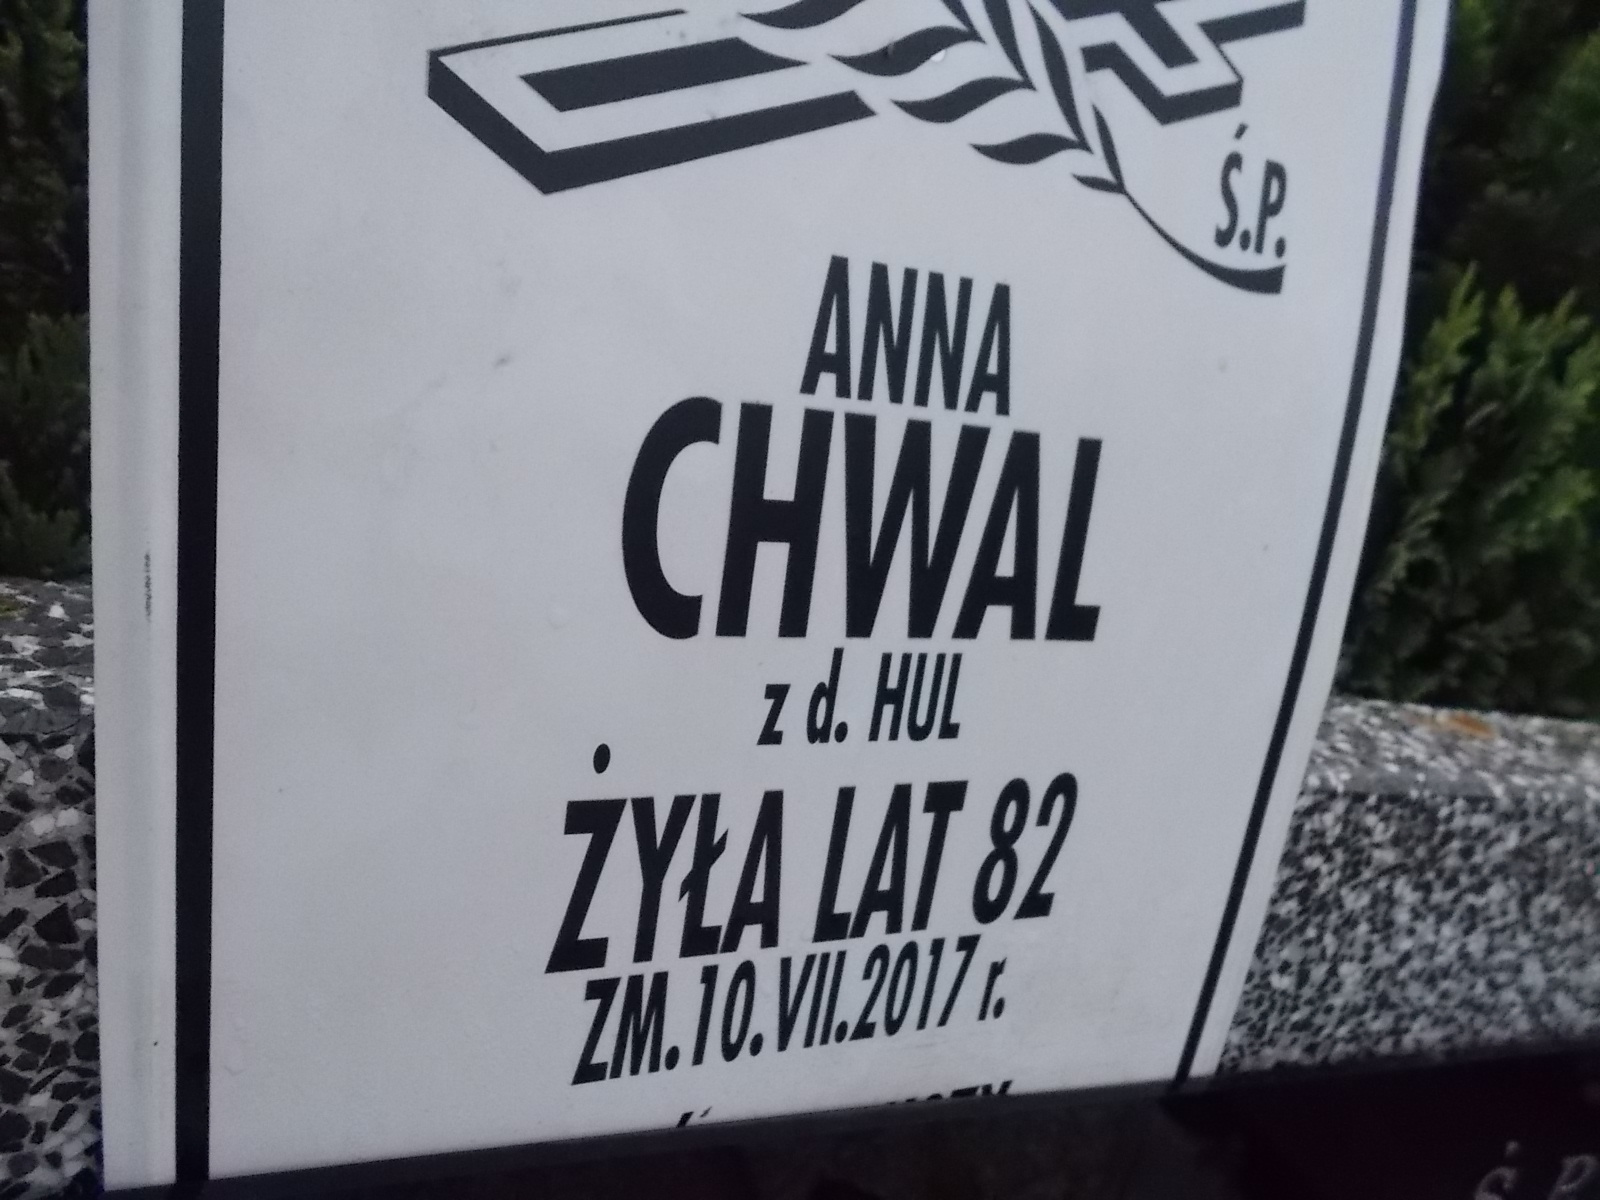 Ś.P.
ANNA
CHWAL
z d. HUL
ŻYŁA LAT 82
ZM.10.VII.2017 r.
Ś P